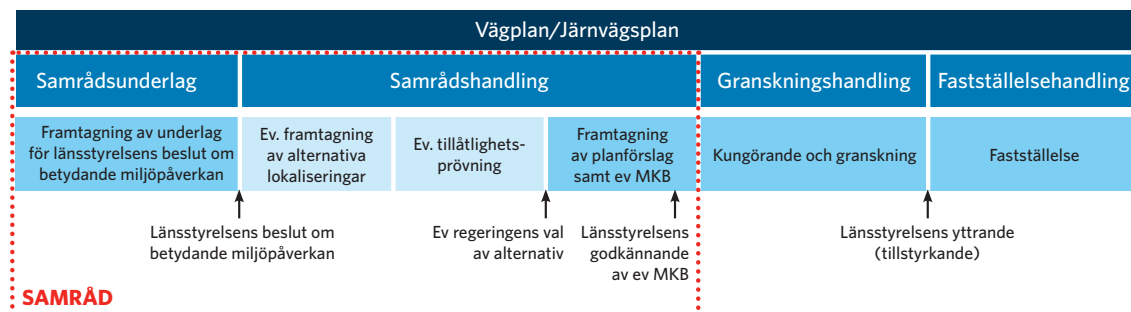 Vägplan/Järnvägsplan
Samrådsunderlag
Samrådshandling
Granskningshandling
Fastställelsehandling
Framtagning av underlag
för länsstyrelsens beslut om
betydande miljöpåverkan
Ev. framtagning
av alternativa
lokaliseringar
Ev. tillåtlighets-
prövning
Framtagning
av planförslag
samt ev MKB
Kungörande och granskning
Fastställelse
Länsstyrelsens beslut om
betydande miljöpåverkan
Ev regeringens val
av alternativ
Länsstyrelsens
godkännande
av ev MKB
Länsstyrelsens yttrande
(tillstyrkande)
SAMRÅD